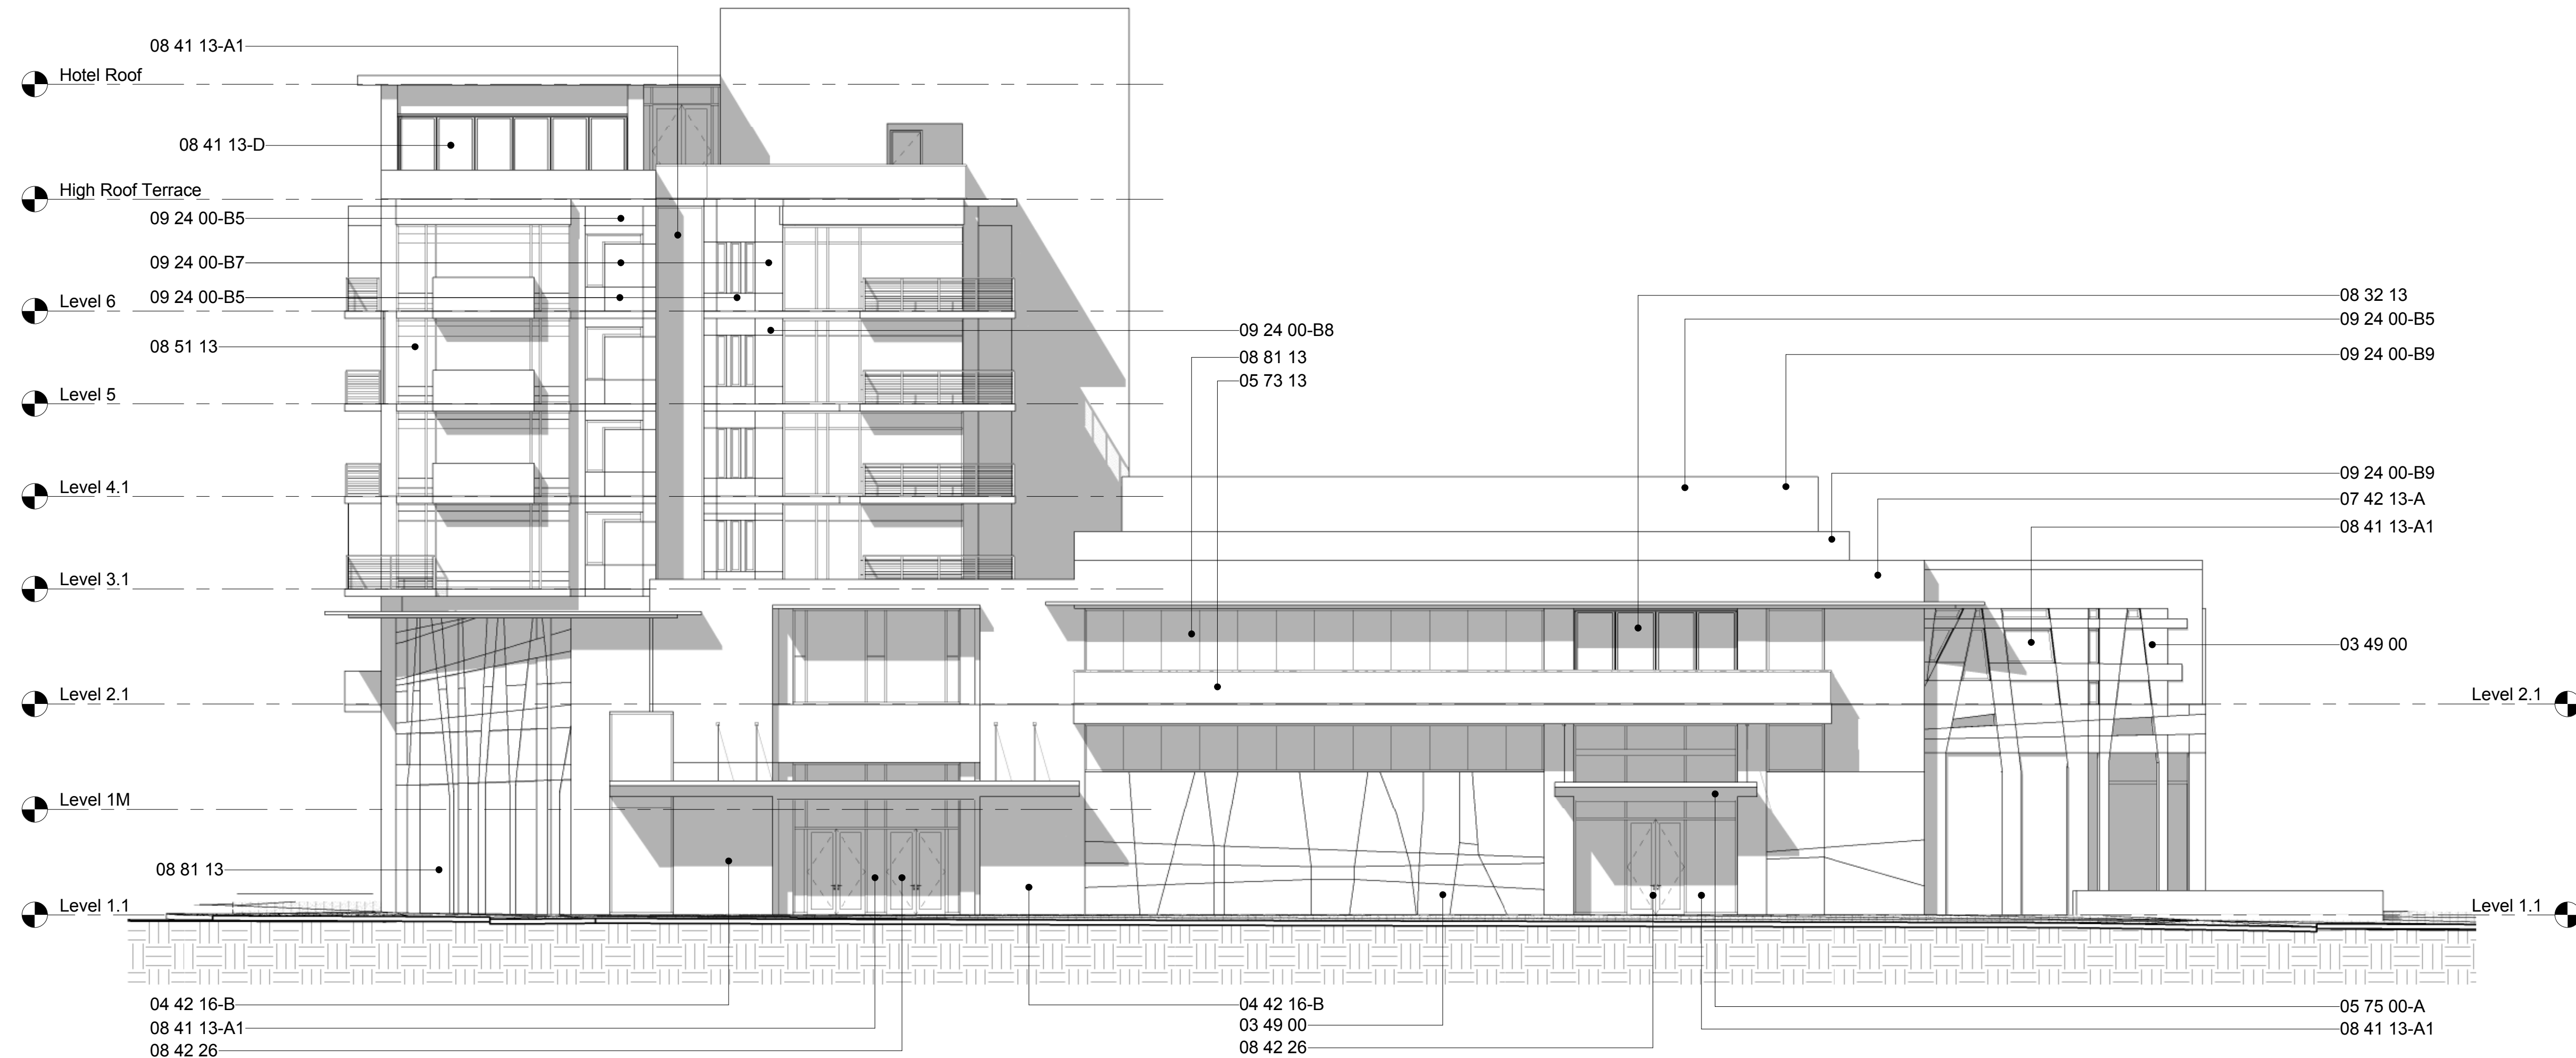 08 41 13-A1
Hotel Roof
08 41 13-D
High Roof Terrace
09 24 00-B5
09 24 00-B7
09 24 00-B5
Level 6
08 51 13
Level 5
Level 4.1
Level 3.1
Level 2.1
Level 1M
08 81 13
Level 1.1
04 42 16-B
08 41 13-A1
08 42 26
09 24 00-B8
08 81 13
05 73 13
04 42 16-B
03 49 00
08 42 26
08 32 13
09 24 00-B5
09 24 00-B9
09 24 00-B9
07 42 13-A
08 41 13-A1
03 49 00
Level 2.1
Level 1.1
05 75 00-A
08 41 13-A1